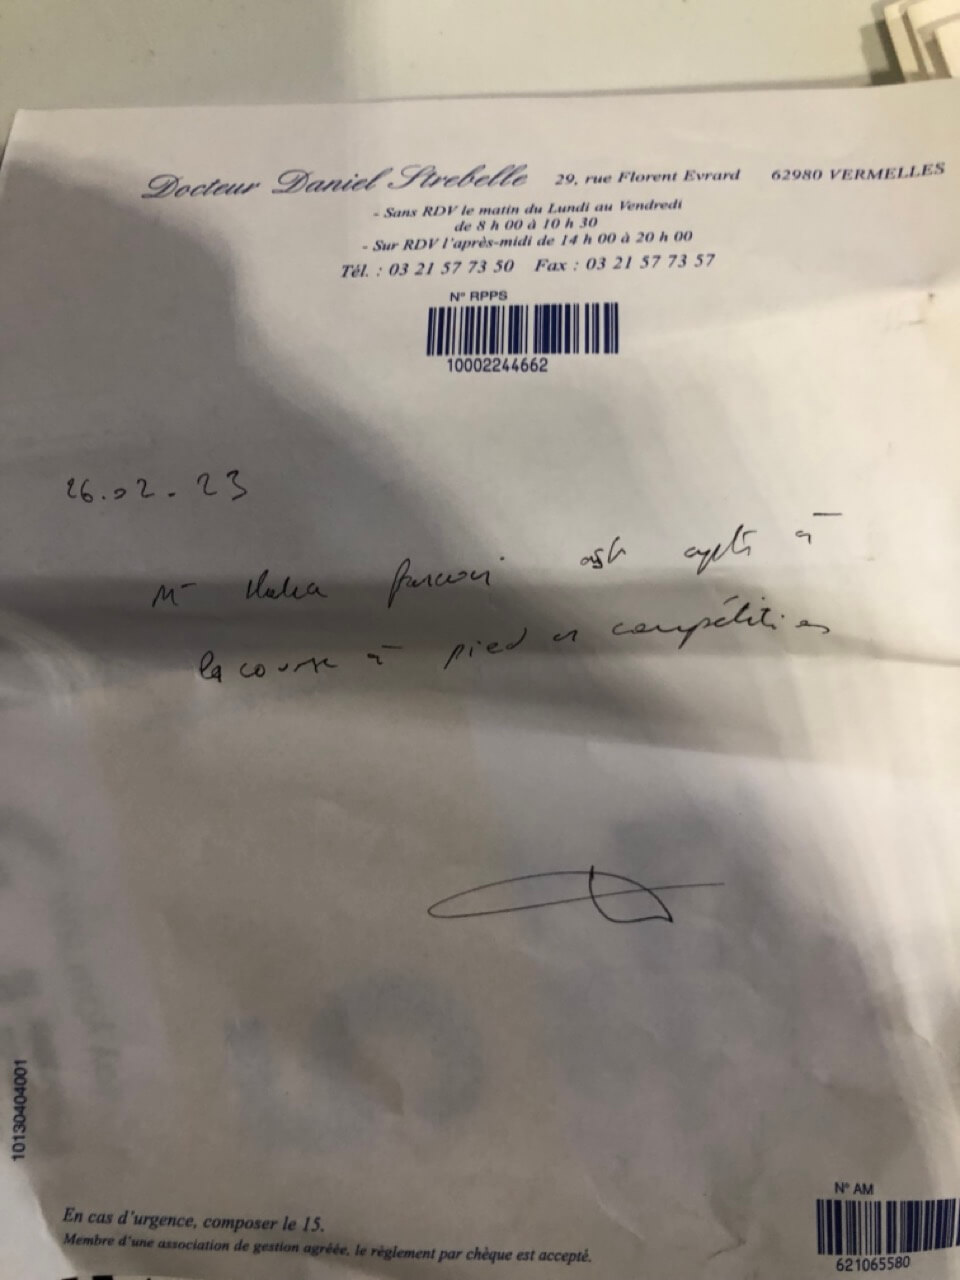 Docteur Daniel Strebelle 29, rue Florent Evrard 62980 VERMELLES
- Sans RDV le matin du Lundi au Vendredi
de 8 h 00 à 10 h 30
- Sur RDV l'après-midi de 14 h 00 à 20 h 00
Tél. : 03 21 57 73 50 Fax : 03 21 57 73 57
N° RPPS
10002244662
26.02.23
Mr est apte à
la course à pied en compétition
10130404001
En cas d'urgence, composer le 15.
Membre d'une association de gestion agréée, le règlement par chèque est accepté.
N° AM
621065580